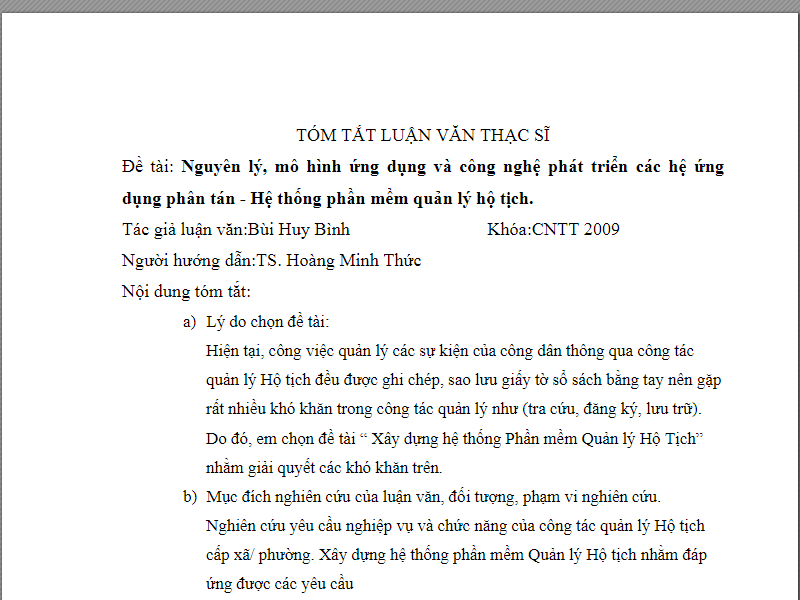 TÓM TẮT LUẬN VĂN THẠC SĨ
Đề tài: Nguyên lý, mô hình ứng dụng và công nghệ phát triển các hệ ứng
dụng phân tán - Hệ thống phần mềm quản lý hộ tịch.
Tác giả luận văn:Bùi Huy Bình Khóa:CNTT 2009
Người hướng dẫn:TS. Hoàng Minh Thức
Nội dung tóm tắt:
a) Lý do chọn đề tài:
Hiện tại, công việc quản lý các sự kiện của công dân thông qua công tác
quản lý Hộ tịch đều được ghi chép, sao lưu giấy tờ sổ sách bằng tay nên gặp
rất nhiều khó khăn trong công tác quản lý như (tra cứu, đăng ký, lưu trữ).
Do đó, em chọn đề tài “ Xây dựng hệ thống Phần mềm Quản lý Hộ Tịch”
nhằm giải quyết các khó khăn trên.
b) Mục đích nghiên cứu của luận văn, đối tượng, phạm vi nghiên cứu.
Nghiên cứu yêu cầu nghiệp vụ và chức năng của công tác quản lý Hộ tịch
cấp xã/ phường. Xây dựng hệ thống phần mềm Quản lý Hộ tịch nhằm đáp
ứng được các yêu cầu